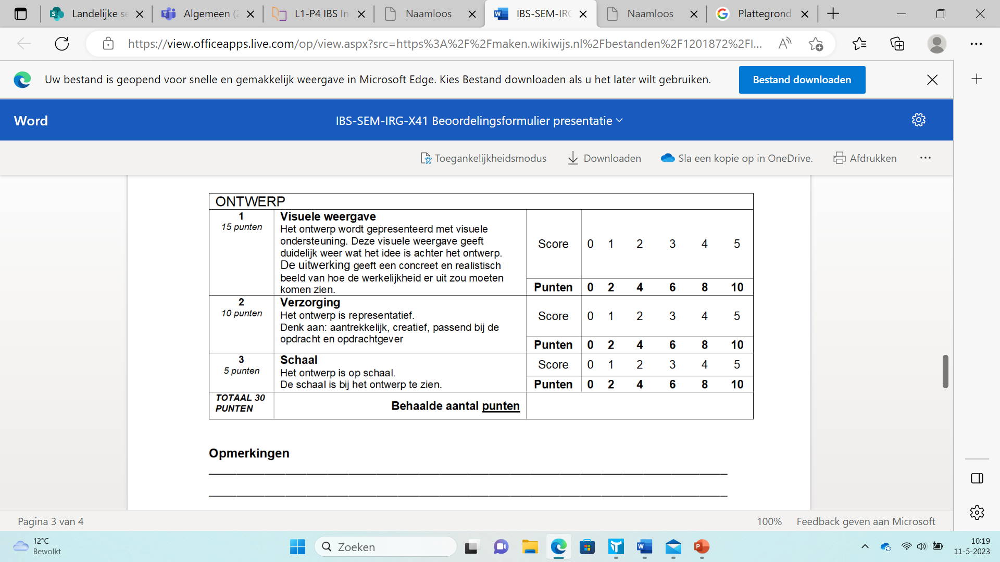 Landelijke se
Algemeen (2
L1-P4 IBS In
Naamloos
IBS-SEM-IRG
Naamloos
Plattegrond
https://view.officeapps.live.com/op/view.aspx?src=https%3A%2F%2Fmaken.wikiwijs.nl%2Fbestanden%2F1201872%2FI...
Uw bestand is geopend voor snelle en gemakkelijk weergave in Microsoft Edge. Kies Bestand downloaden als u het later wilt gebruiken.
Bestand downloaden
Word
IBS-SEM-IRG-X41 Beoordelingsformulier presentatie
Toegankelijkheidsmodus
Downloaden
Sla een kopie op in OneDrive.
Afdrukken
ONTWERP
1
15 punten
Visuele weergave
Het ontwerp wordt gepresenteerd met visuele
ondersteuning. Deze visuele weergave geeft
duidelijk weer wat het idee is achter het ontwerp.
De uitwerking geeft een concreet en realistisch
beeld van hoe de werkelijkheid er uit zou moeten
komen zien.
Score 0 1 2 3 4 5
Punten 0 2 4 6 8 10
2
10 punten
Verzorging
Het ontwerp is representatief.
Denk aan: aantrekkelijk, creatief, passend bij de
opdracht en opdrachtgever
Score 0 1 2 3 4 5
Punten 0 2 4 6 8 10
3
5 punten
Schaal
Het ontwerp is op schaal.
De schaal is bij het ontwerp te zien.
Score 0 1 2 3 4 5
Punten 0 2 4 6 8 10
TOTAAL 30
PUNTEN
Behaalde aantal punten
Opmerkingen
Pagina 3 van 4
100%
Feedback geven aan Microsoft
12°C
Bewolkt
Zoeken
10:19
11-5-2023